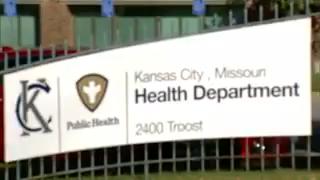 KC
Public Health
Kansas City, Missouri
Health Department
2400 Troost